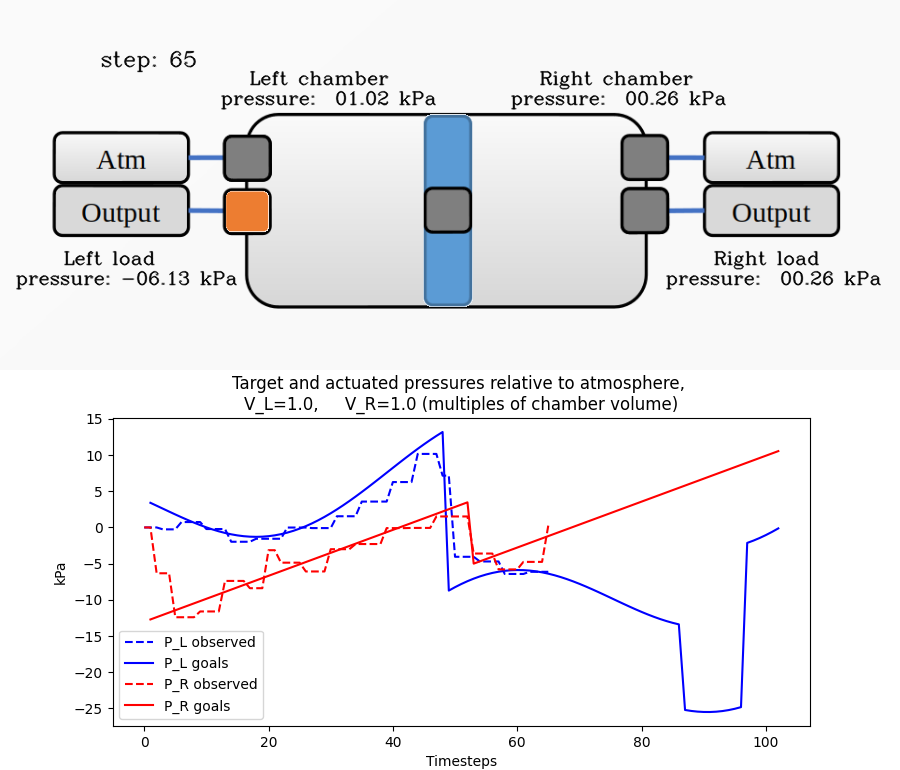 step: 65
Left chamber
pressure: 01.02 kPa
Right chamber
pressure: 00.26 kPa
Atm
Output
Atm
Output
Left load
pressure: -06.13 kPa
Right load
pressure: 00.26 kPa
Target and actuated pressures relative to atmosphere,
V_L=1.0, V_R=1.0 (multiples of chamber volume)
15
10
5
0
−5
−10
−15
−20
−25
kPa
P_L observed
P_L goals
P_R observed
P_R goals
0 20 40 60 80 100
Timesteps